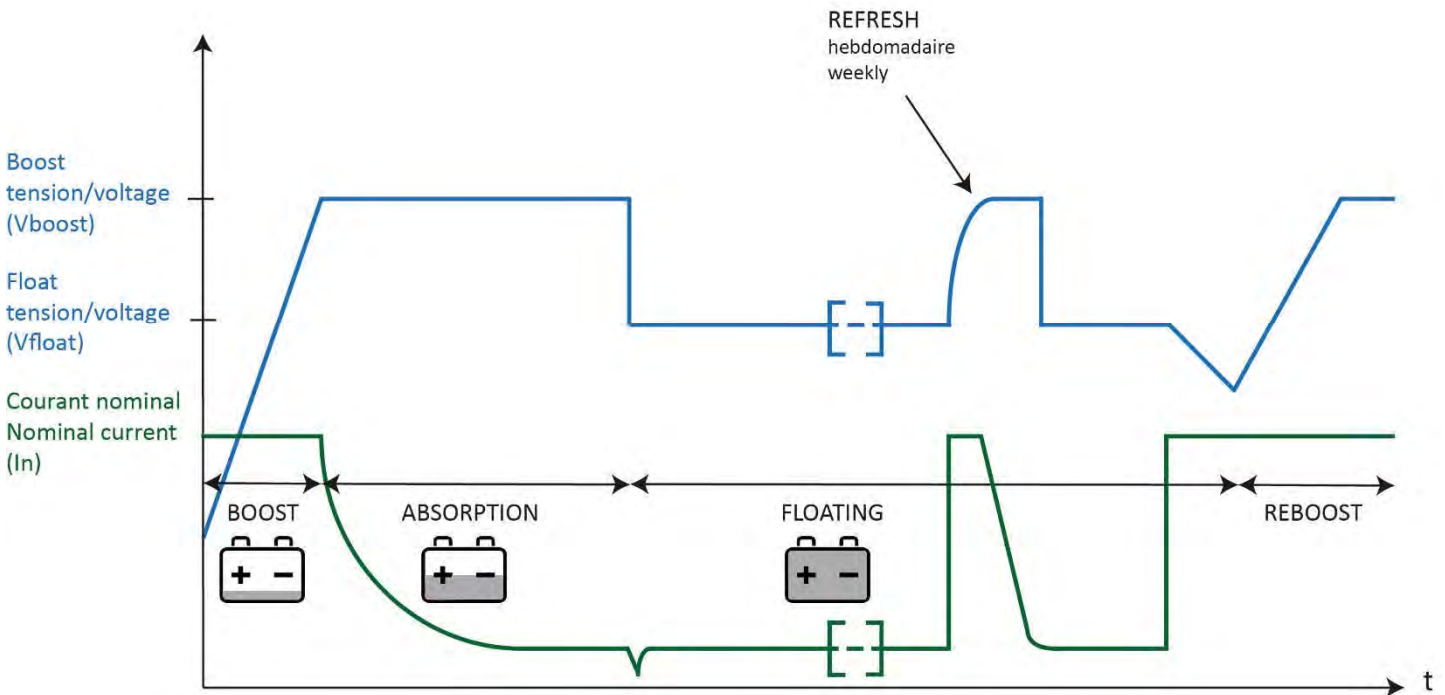 REFRESH
hebdomadaire
weekly
Boost
tension/voltage
(Vboost)
Float
tension/voltage
(Vfloat)
Courant nominal
Nominal current
(In)
BOOST
ABSORPTION
FLOATING
REBOOST
+ −
+ −
+ −
t